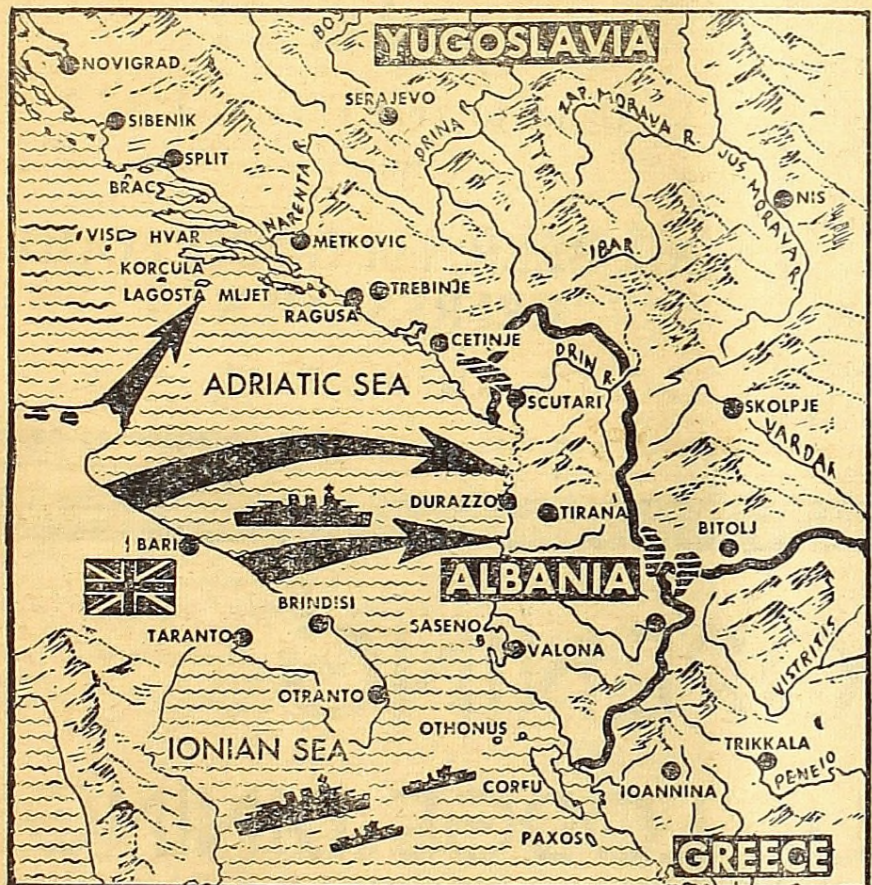 BOS
YUGOSLAVIA
NOVIGRAD
SERAJEVO
ZAP. MORAVA R.
SIBENIK
DRINA R.
SPLIT
JUS. MORAVA R.
BRAC
NARENTA R.
NIS
VIS
HVAR
METKOVIC
IBAR
KORCULA
LAGOSTA
MLJET
TREBINJE
RAGUSA
CETINJE
DRIN R.
ADRIATIC SEA
SCUTARI
SKOLPJE
VARDAR
DURAZZO
TIRANA
BARI
BITOLJ
ALBANIA
BRINDISI
TARANTO
SASENO
VALONA
VISTRITIS
OTRANTO
OTHONUS
IONIAN SEA
TRIKKALA
CORFU
IOANNINA
PENEIO
PAXOS
GREECE